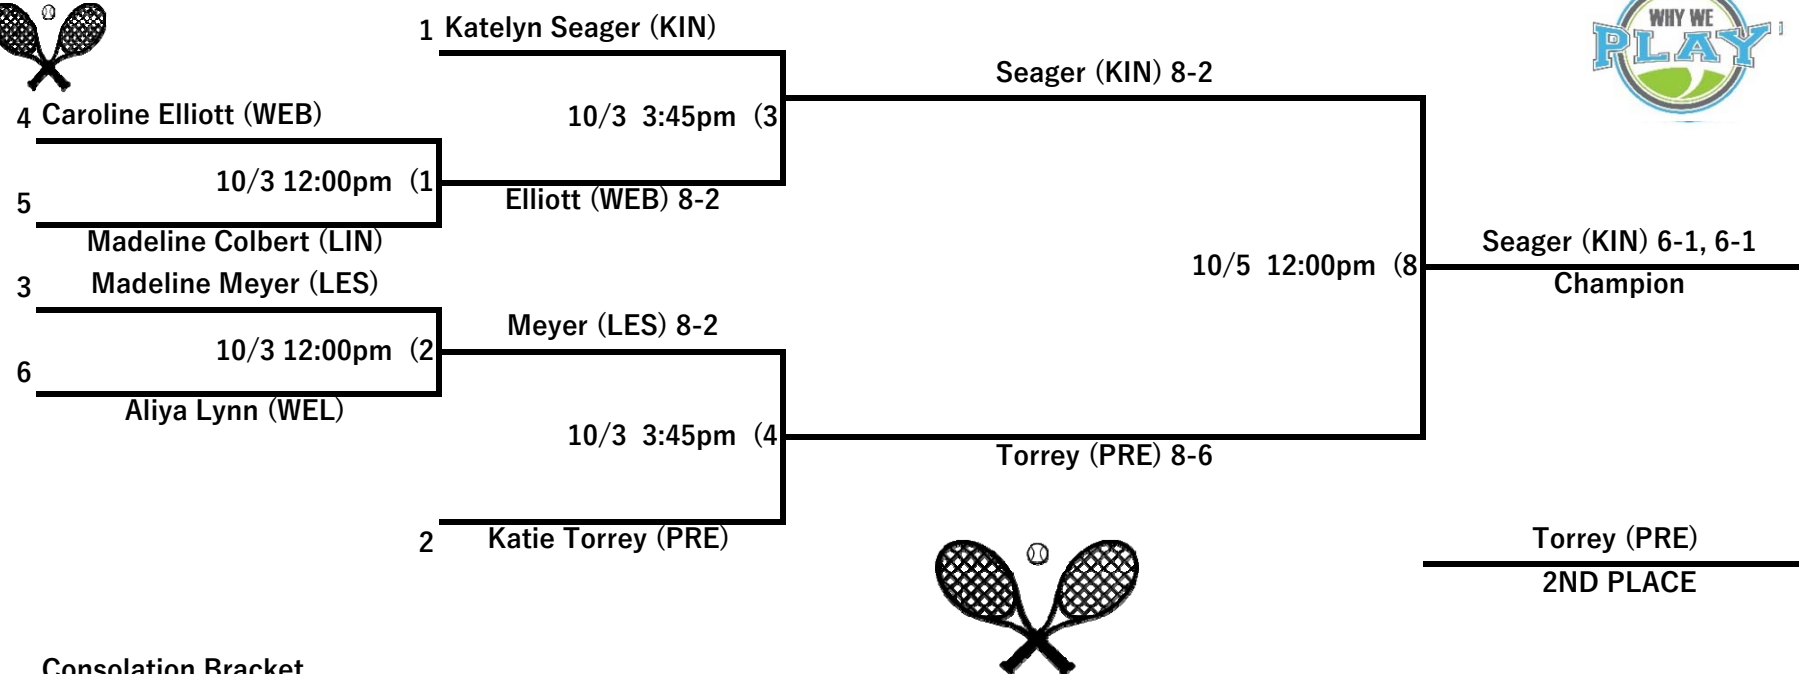 1 Katelyn Seager (KIN)
WHY WE
PLAY
Seager (KIN) 8-2
4 Caroline Elliott (WEB)
10/3 3:45pm (3
10/3 12:00pm (1
5
Elliott (WEB) 8-2
Madeline Colbert (LIN)
Seager (KIN) 6-1, 6-1
10/5 12:00pm (8
Champion
3 Madeline Meyer (LES)
Meyer (LES) 8-2
10/3 12:00pm (2
6
Aliya Lynn (WEL)
10/3 3:45pm (4
Torrey (PRE) 8-6
2 Katie Torrey (PRE)
Torrey (PRE)
2ND PLACE
Consolation Bracket